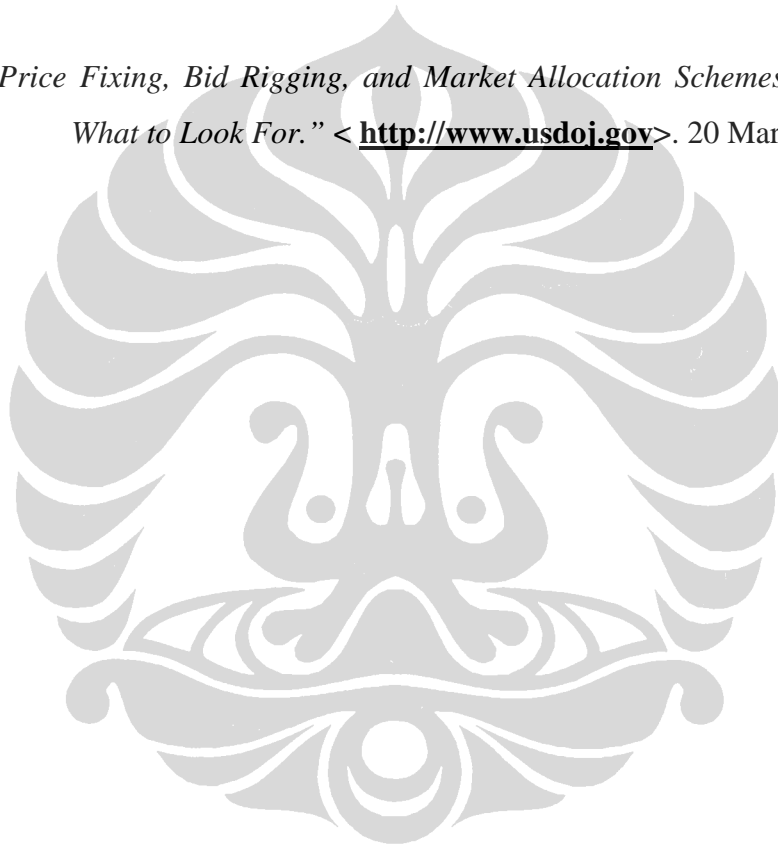 Price Fixing, Bid Rigging, and Market Allocation Schemes
What to Look For.” < http://www.usdoj.gov>. 20 Mar